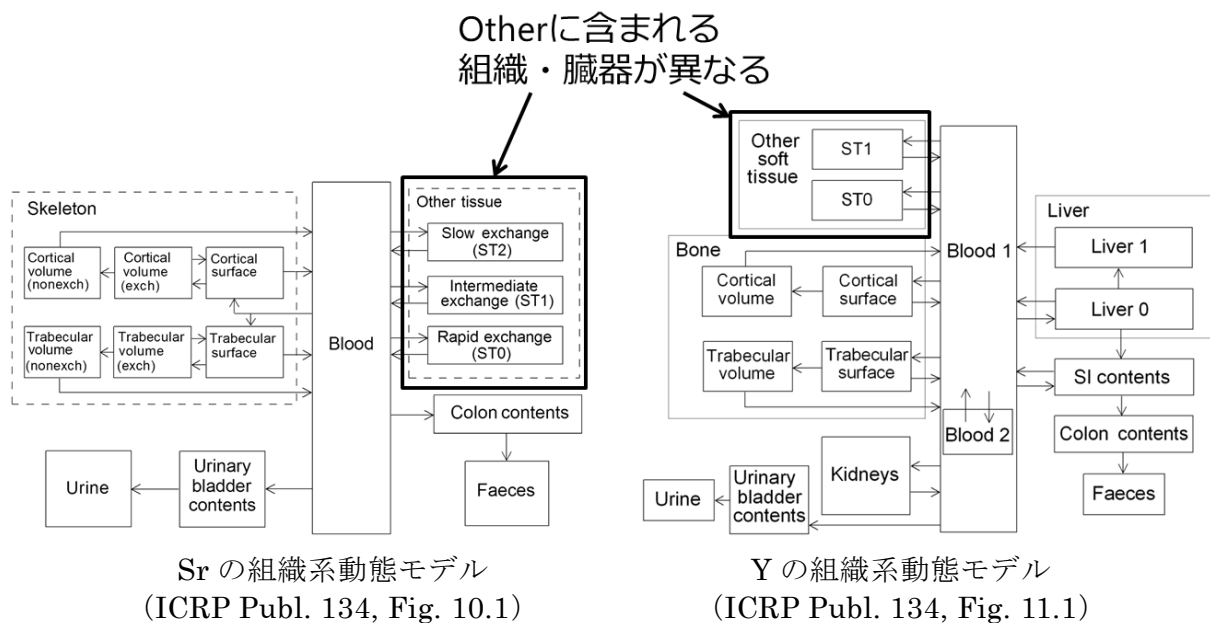 Otherに含まれる
組織・臓器が異なる
Skeleton
Cortical
volume
(nonexch)
Cortical
volume
(exch)
Cortical
surface
Trabecular
volume
(nonexch)
Trabecular
volume
(exch)
Trabecular
surface
Blood
Other tissue
Slow exchange
(ST2)
Intermediate
exchange (ST1)
Rapid exchange
(ST0)
Colon contents
Faeces
Urinary
bladder
contents
Urine
Srの組織系動態モデル
(ICRP Publ. 134, Fig. 10.1)
Other
soft
tissue
ST1
ST0
Blood 1
Liver
Liver 1
Liver 0
Bone
Cortical
volume
Cortical
surface
Trabecular
volume
Trabecular
surface
Blood 2
SI contents
Colon contents
Faeces
Kidneys
Urinary
bladder
contents
Urine
Yの組織系動態モデル
(ICRP Publ. 134, Fig. 11.1)